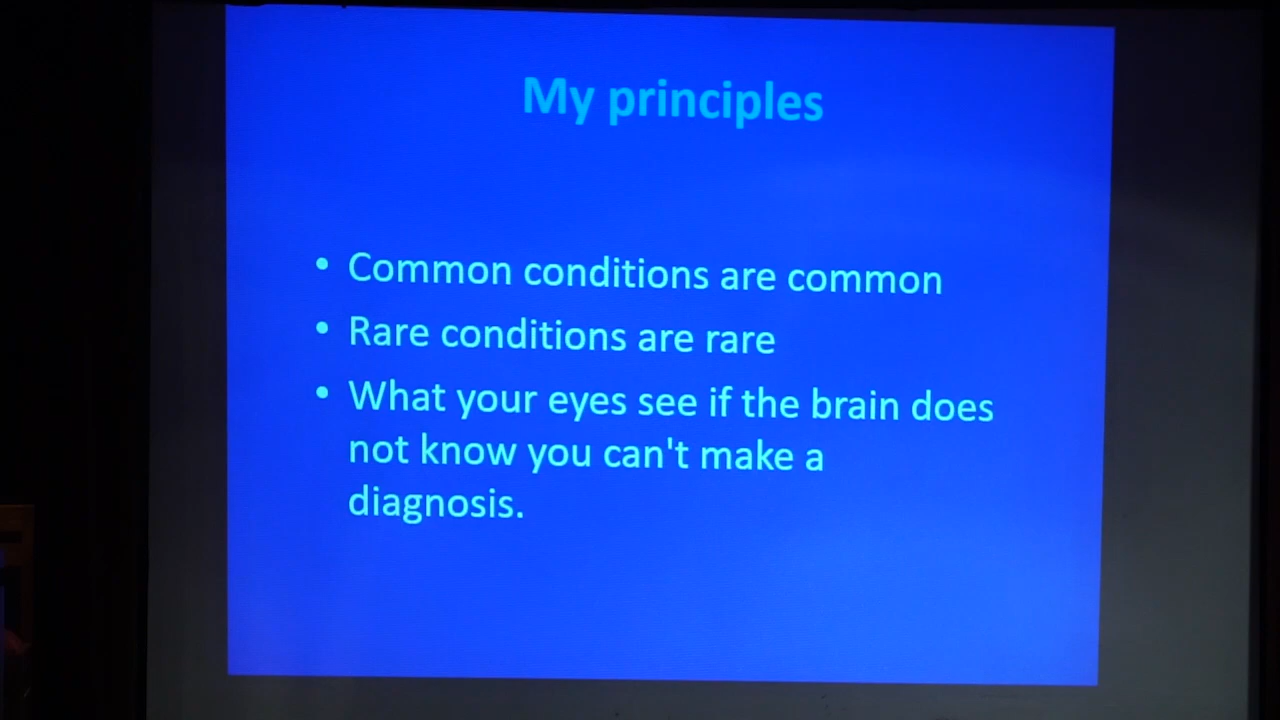 My principles
• Common conditions are common
• Rare conditions are rare
• What your eyes see if the brain does
not know you can't make a
diagnosis.